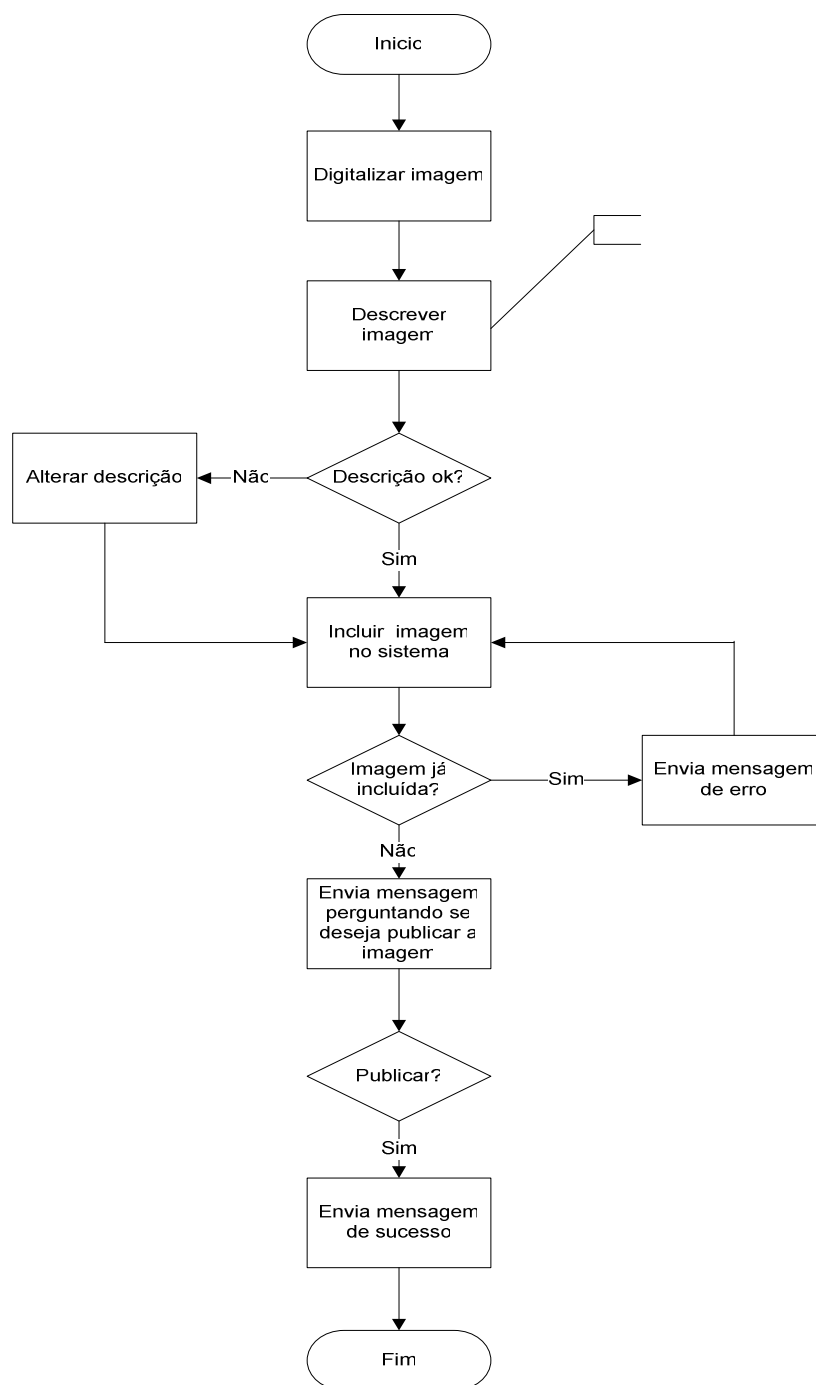 Inicio
Digitalizar imagem
Descrever
imagem
Alterar descrição
Não
Descrição ok?
Sim
Incluir imagem
no sistema
Imagem já
incluída?
Sim
Envia mensagem
de erro
Não
Envia mensagem
perguntando se
deseja publicar a
imagem
Publicar?
Sim
Envia mensagem
de sucesso
Fim